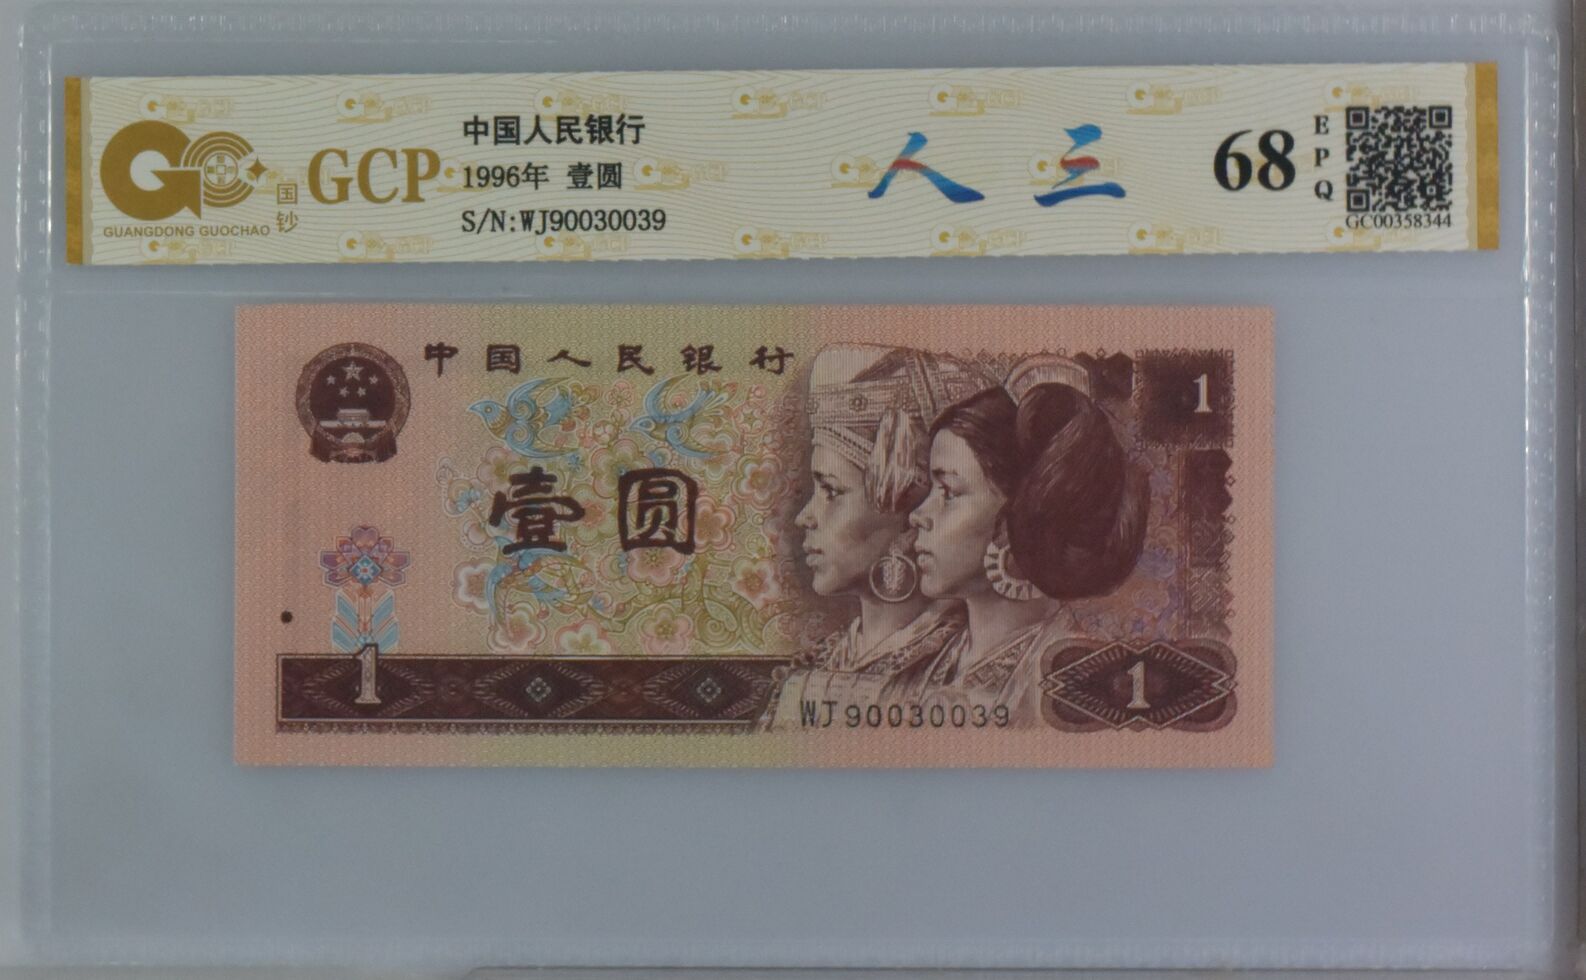 GCP
国钞
GUANGDONG GUOCHAO
中国人民银行
1996年 壹圆
S/N:WJ90030039
人三
68
EPQ
GC00358344
中国人民银行
1
壹圆
1
1
WJ90030039